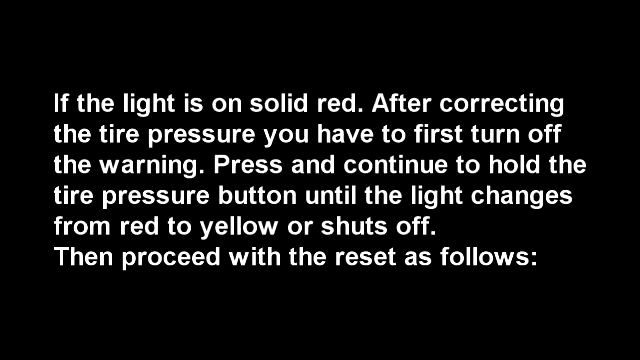 If the light is on solid red. After correcting
the tire pressure you have to first turn off
the warning. Press and continue to hold the
tire pressure button until the light changes
from red to yellow or shuts off.
Then proceed with the reset as follows: